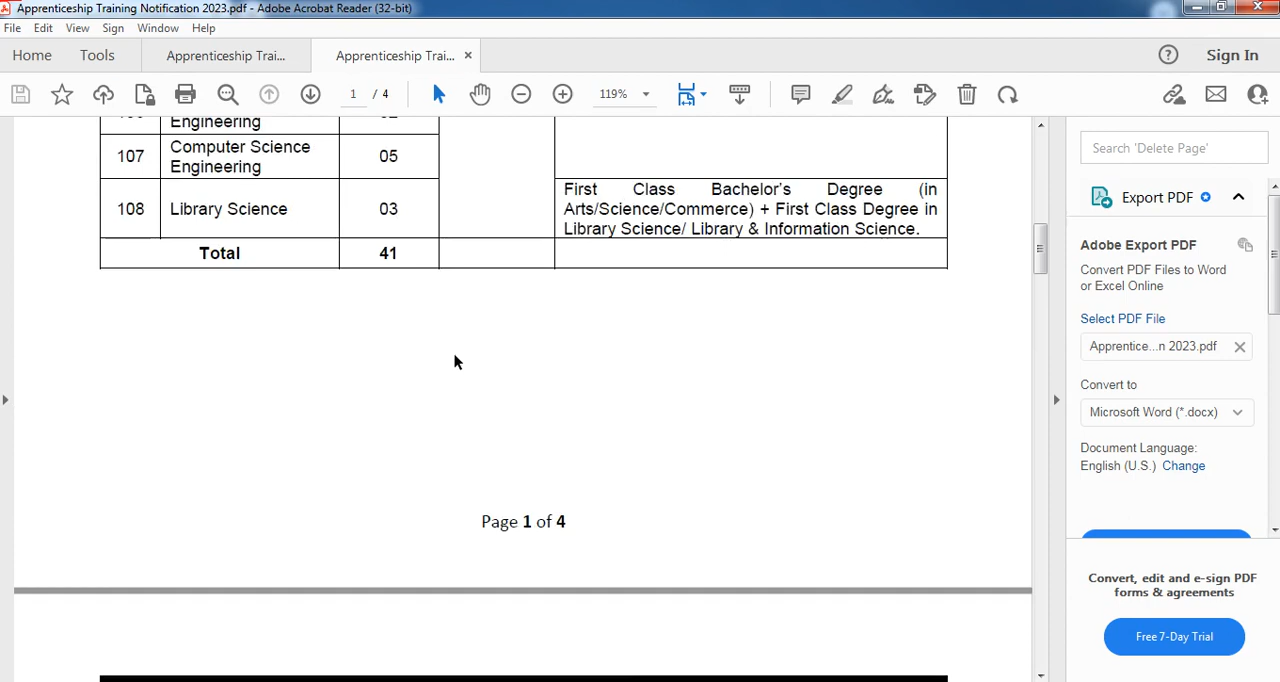 Apprenticeship Training Notification 2023.pdf - Adobe Acrobat Reader (32-bit)
File Edit View Sign Window Help
Home Tools Apprenticeship Trai... Apprenticeship Trai... ×
? Sign In
1 / 4 119%
Engineering
107 Computer Science Engineering 05
108 Library Science 03
First Class Bachelor's Degree (in
Arts/Science/Commerce) + First Class Degree in
Library Science/ Library & Information Science.
Total 41
Page 1 of 4
Search 'Delete Page'
Export PDF
Adobe Export PDF
Convert PDF Files to Word
or Excel Online
Select PDF File
Apprentice...n 2023.pdf
Convert to
Microsoft Word (*.docx)
Document Language:
English (U.S.) Change
Convert, edit and e-sign PDF
forms & agreements
Free 7-Day Trial